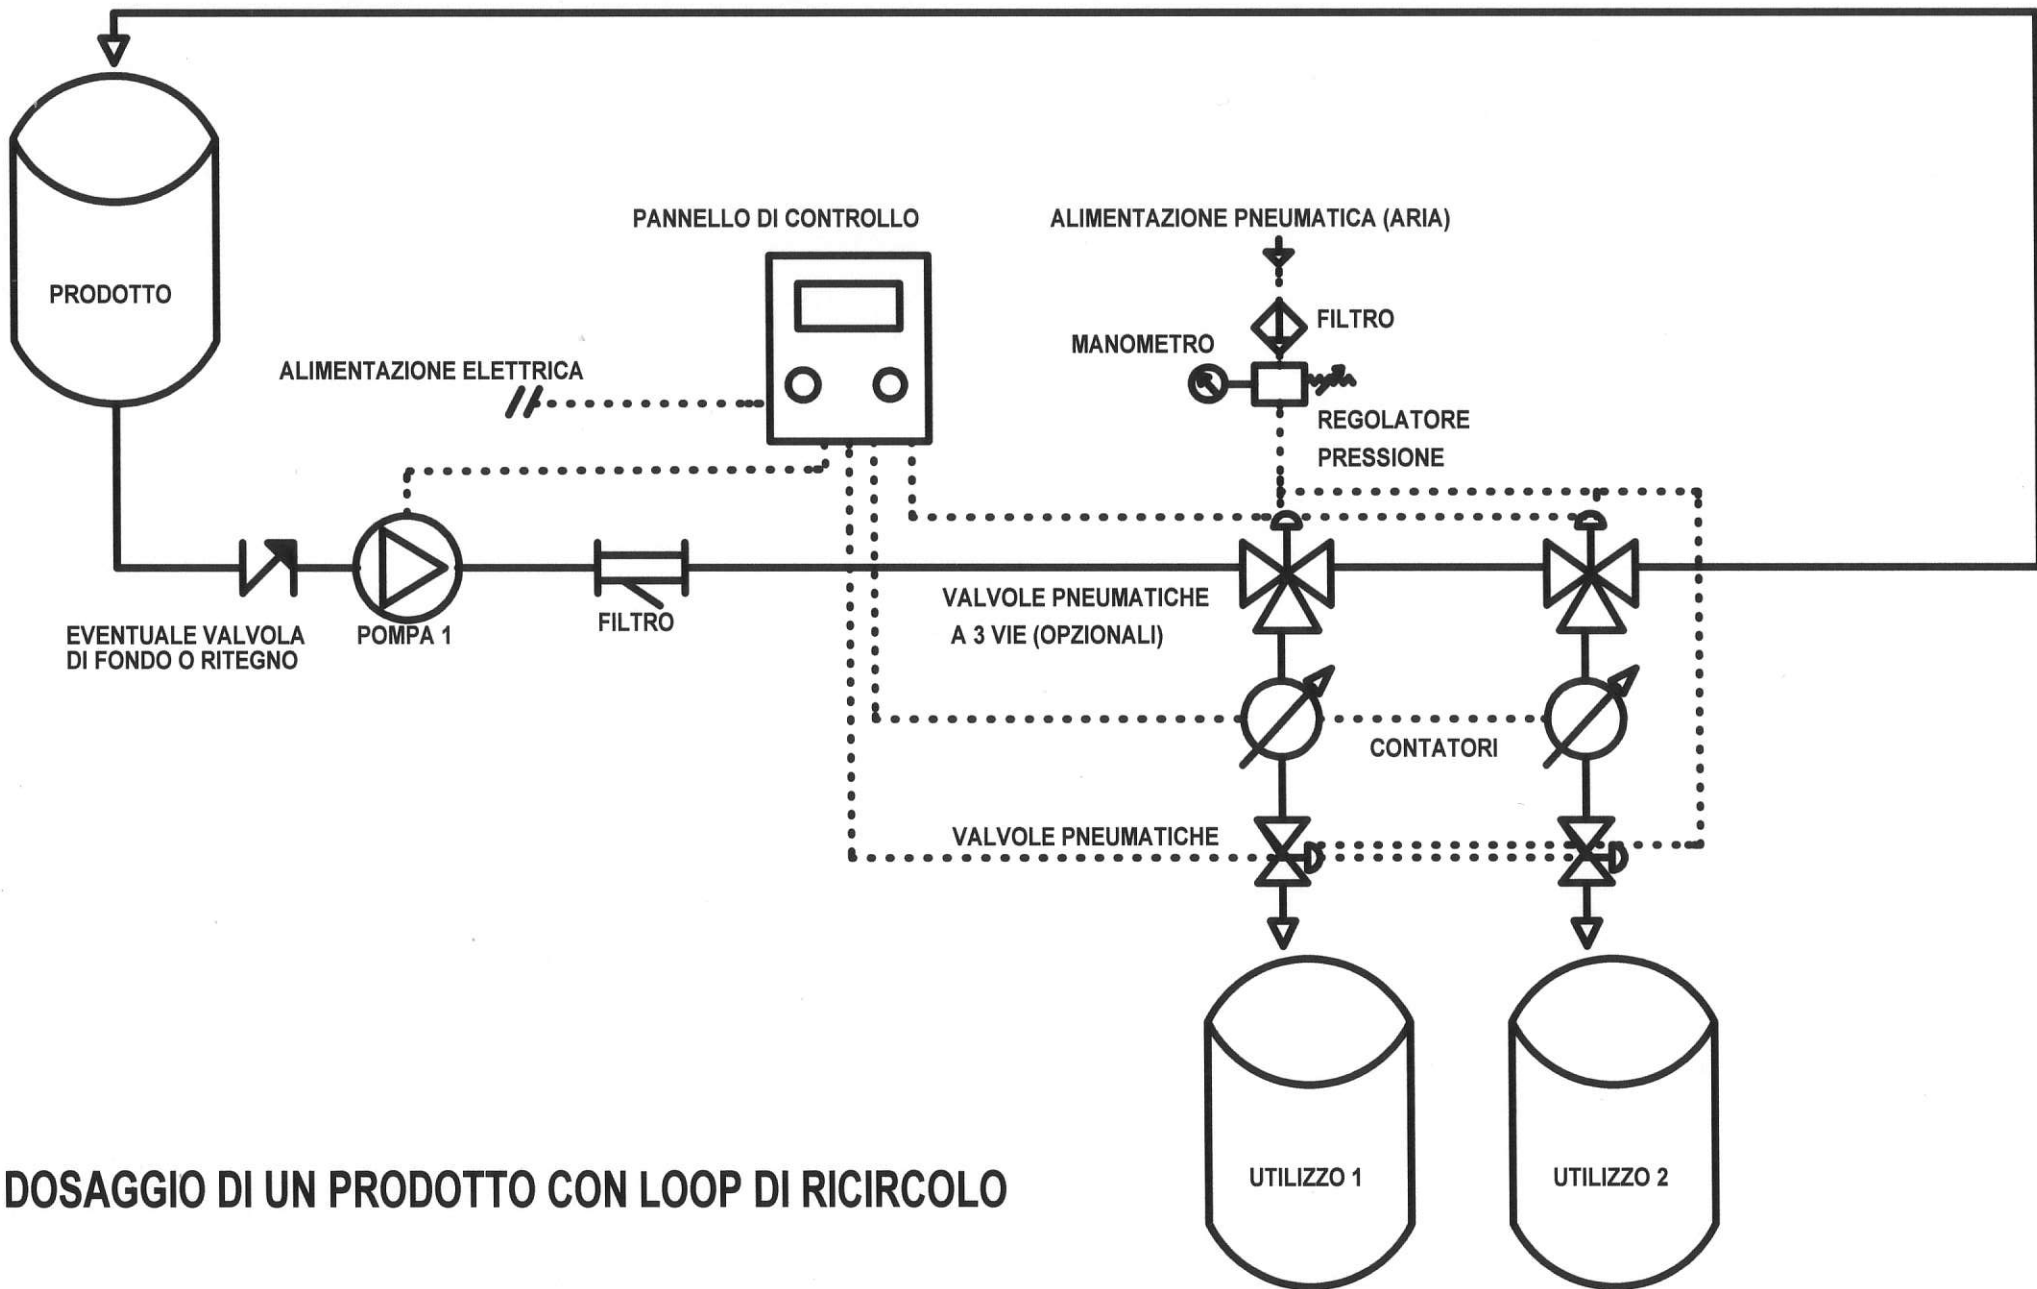 PANNELLO DI CONTROLLO
ALIMENTAZIONE PNEUMATICA (ARIA)
PRODOTTO
FILTRO
MANOMETRO
ALIMENTAZIONE ELETTRICA
REGOLATORE
PRESSIONE
VALVOLE PNEUMATICHE
A 3 VIE (OPZIONALI)
EVENTUALE VALVOLA
DI FONDO O RITEGNO
POMPA 1
FILTRO
CONTATORI
VALVOLE PNEUMATICHE
UTILIZZO 1
UTILIZZO 2
DOSAGGIO DI UN PRODOTTO CON LOOP DI RICIRCOLO